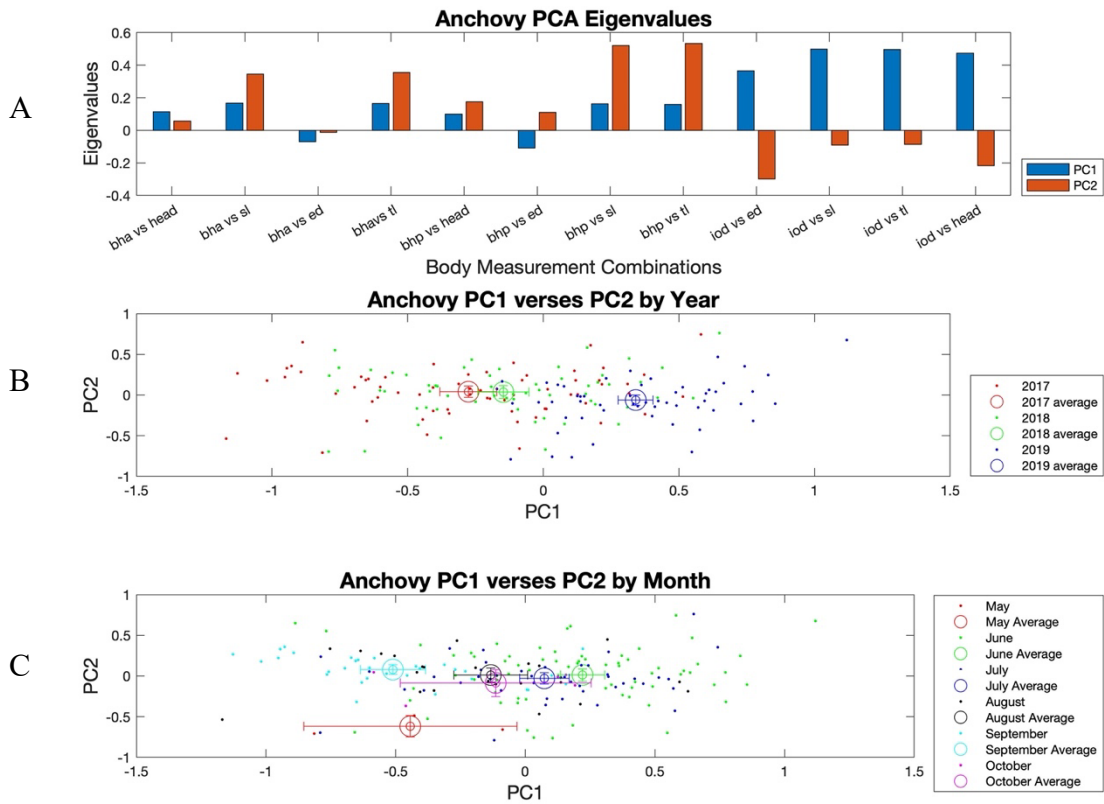 Anchovy PCA Eigenvalues
A
Eigenvalues
0.6
0.4
0.2
0
-0.2
-0.4
bha vs head
bha vs sl
bha vs ed
bhavs tl
bhp vs head
bhp vs ed
bhp vs sl
bhp vs tl
iod vs ed
iod vs sl
iod vs tl
iod vs head
PC1
PC2
Body Measurement Combinations
Anchovy PC1 verses PC2 by Year
B
PC2
1
0.5
0
-0.5
-1
-1.5 -1 -0.5 0 0.5 1 1.5
PC1
2017
2017 average
2018
2018 average
2019
2019 average
Anchovy PC1 verses PC2 by Month
C
PC2
1
0.5
0
-0.5
-1
-1.5 -1 -0.5 0 0.5 1 1.5
PC1
May
May Average
June
June Average
July
July Average
August
August Average
September
September Average
October
October Average